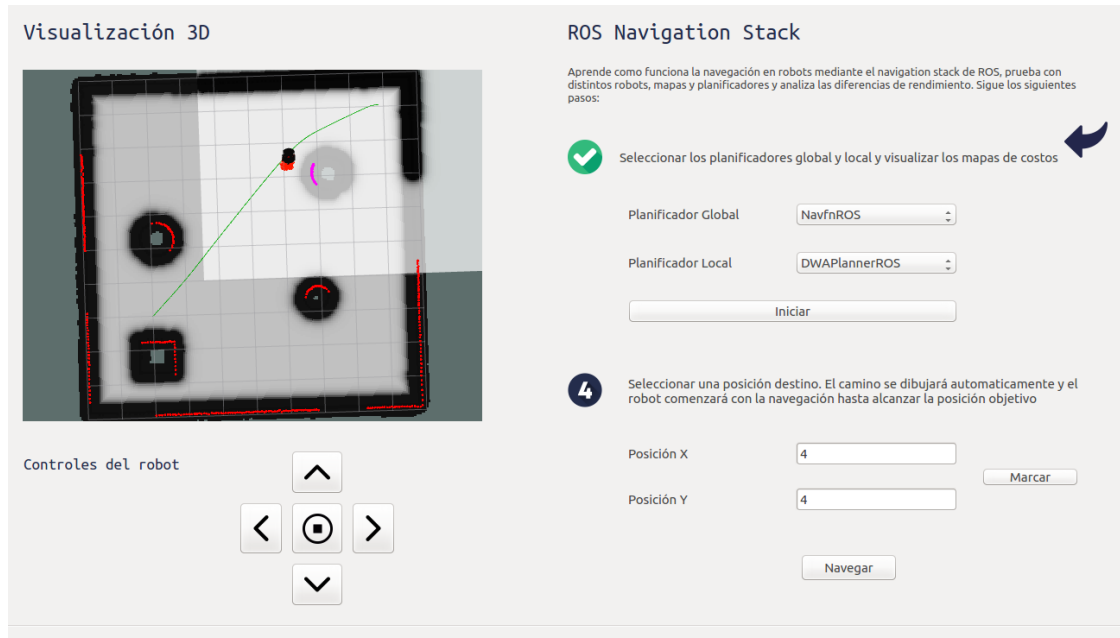 Visualización 3D
ROS Navigation Stack
Aprende como funciona la navegación en robots mediante el navigation stack de ROS, prueba con
distintos robots, mapas y planificadores y analiza las diferencias de rendimiento. Sigue los siguientes
pasos:
Seleccionar los planificadores global y local y visualizar los mapas de costos
Planificador Global
NavfnROS
Planificador Local
DWAPlannerROS
Iniciar
4
Seleccionar una posición destino. El camino se dibujará automaticamente y el
robot comenzará con la navegación hasta alcanzar la posición objetivo
Controles del robot
Posición X
4
Marcar
Posición Y
4
Navegar